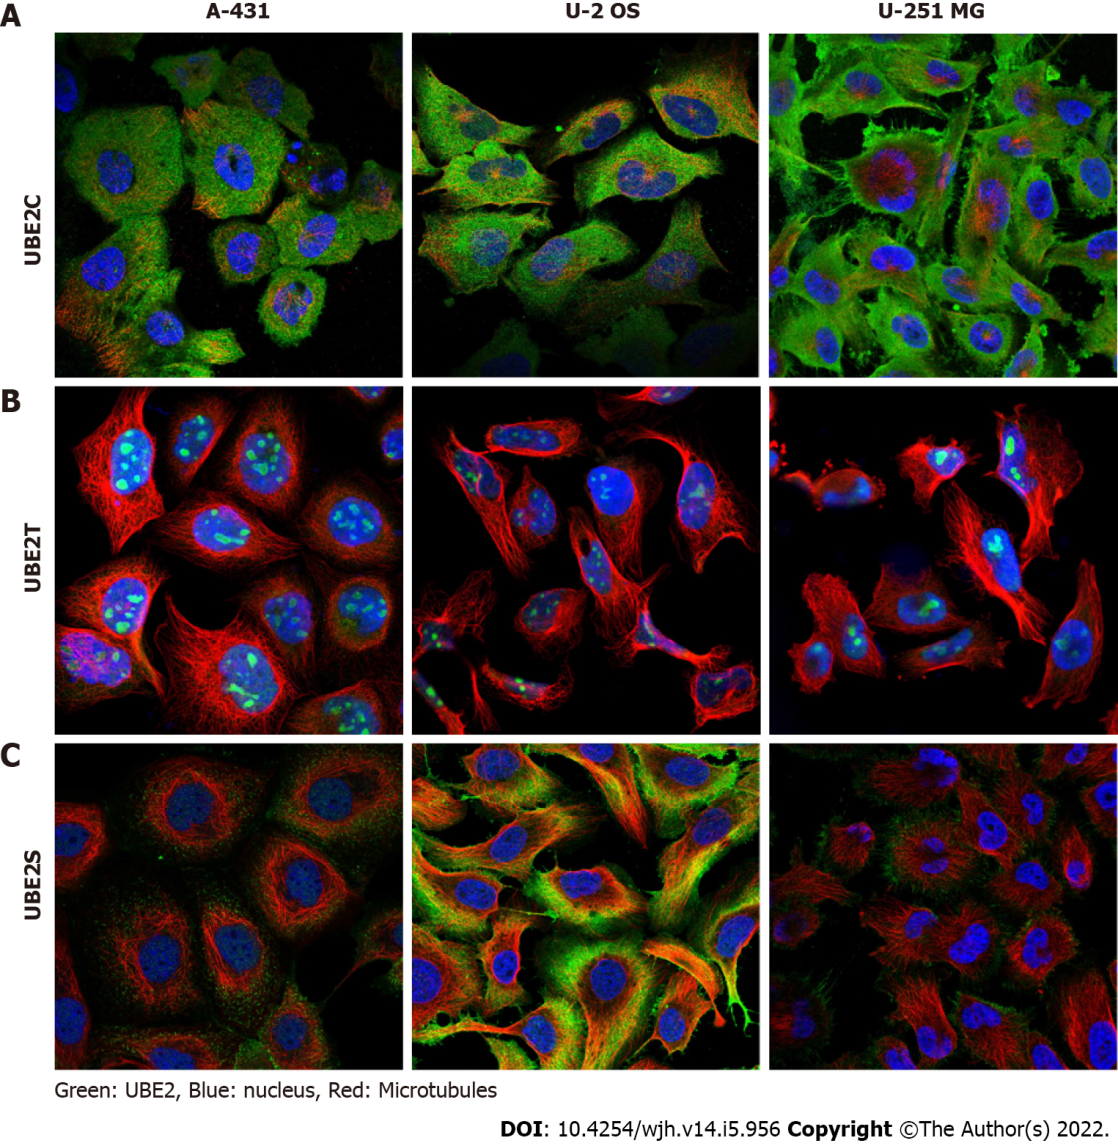 A
A-431
U-2 OS
U-251 MG
UBE2C
B
UBE2T
C
UBE2S
Green: UBE2, Blue: nucleus, Red: Microtubules
DOI: 10.4254/wjh.v14.i5.956 Copyright ©The Author(s) 2022.